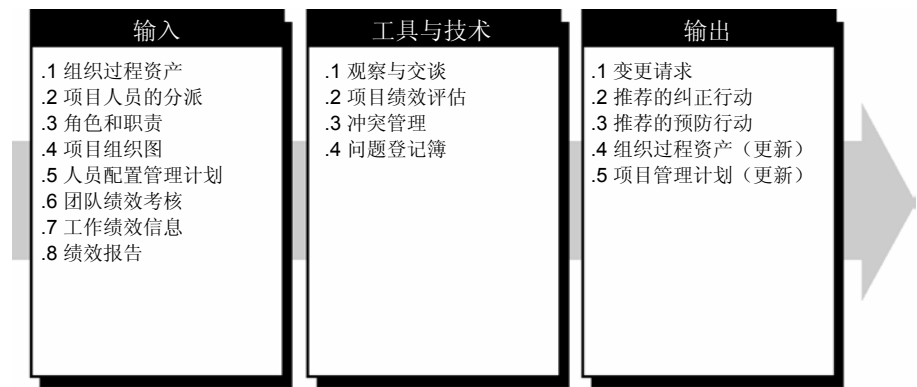 输入
.1 组织过程资产
.2 项目人员的分派
.3 角色和职责
.4 项目组织图
.5 人员配置管理计划
.6 团队绩效考核
.7 工作绩效信息
.8 绩效报告
工具与技术
.1 观察与交谈
.2 项目绩效评估
.3 冲突管理
.4 问题登记簿
输出
.1 变更请求
.2 推荐的纠正行动
.3 推荐的预防行动
.4 组织过程资产（更新）
.5 项目管理计划（更新）